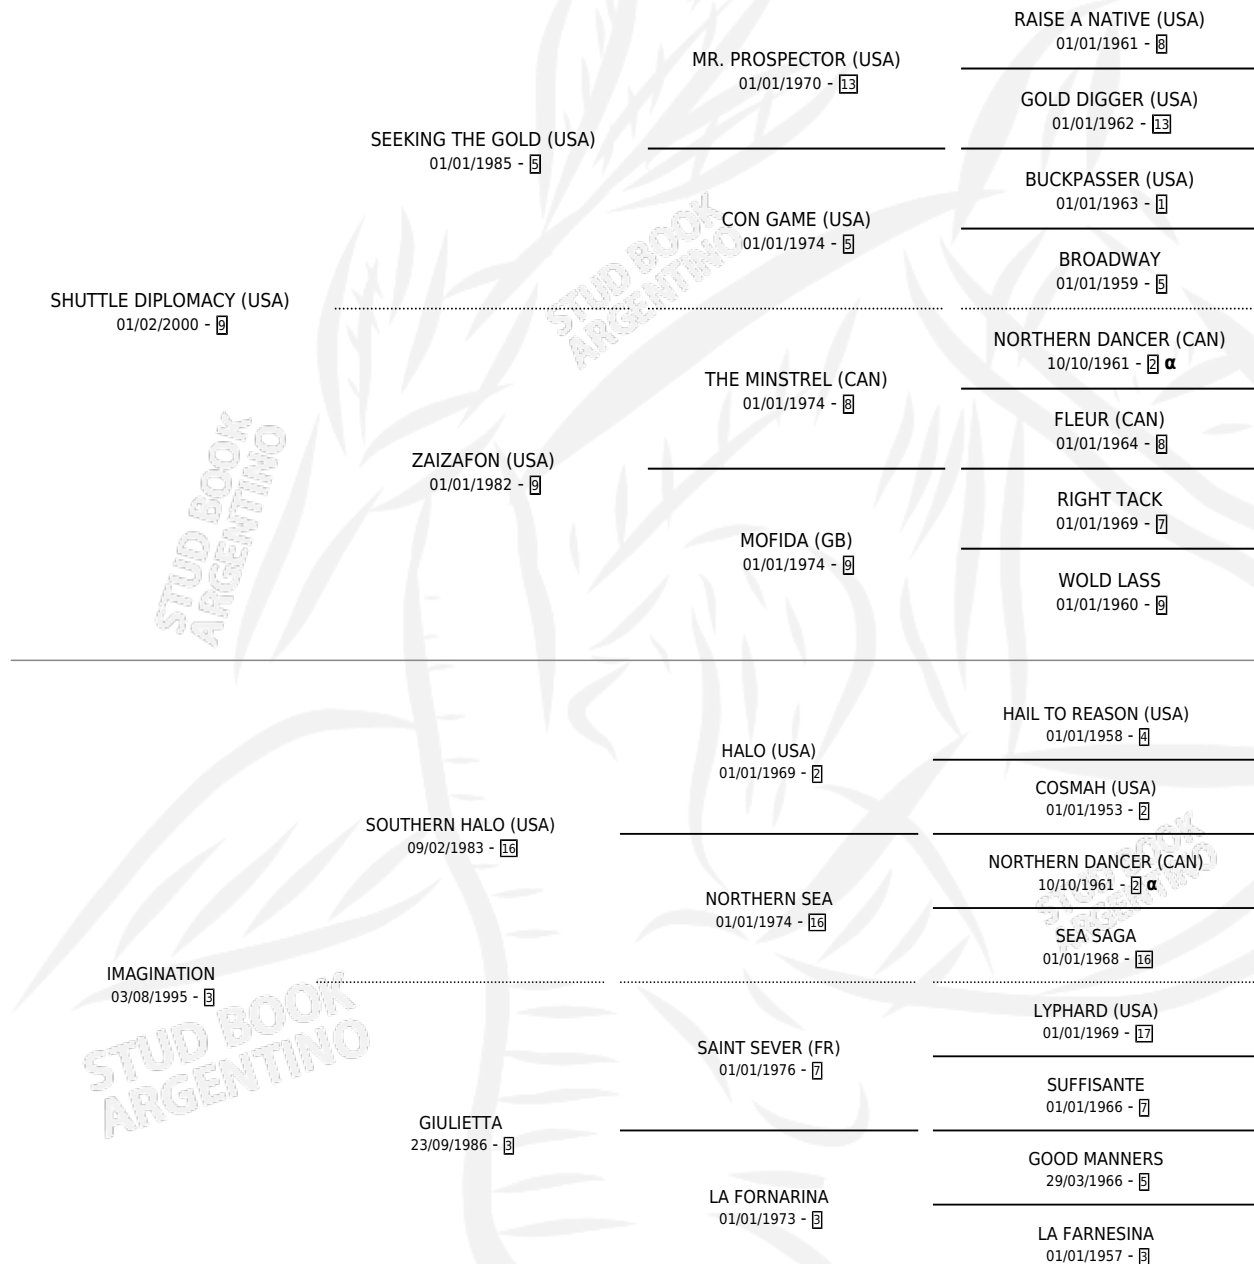 RAISE A NATIVE (USA)
01/01/1961 - 8
MR. PROSPECTOR (USA)
01/01/1970 - 13
GOLD DIGGER (USA)
01/01/1962 - 13
SEEKING THE GOLD (USA)
01/01/1985 - 5
BUCKPASSER (USA)
01/01/1963 - 1
CON GAME (USA)
01/01/1974 - 5
BROADWAY
01/01/1959 - 5
SHUTTLE DIPLOMACY (USA)
01/02/2000 - 9
NORTHERN DANCER (CAN)
10/10/1961 - 2 α
THE MINSTREL (CAN)
01/01/1974 - 8
FLEUR (CAN)
01/01/1964 - 8
ZAIZAFON (USA)
01/01/1982 - 9
RIGHT TACK
01/01/1969 - 7
MOFIDA (GB)
01/01/1974 - 9
WOLD LASS
01/01/1960 - 9
HAIL TO REASON (USA)
01/01/1958 - 4
HALO (USA)
01/01/1969 - 2
COSMAH (USA)
01/01/1953 - 2
SOUTHERN HALO (USA)
09/02/1983 - 16
NORTHERN DANCER (CAN)
10/10/1961 - 2 α
NORTHERN SEA
01/01/1974 - 16
SEA SAGA
01/01/1968 - 16
IMAGINATION
03/08/1995 - 3
LYPHARD (USA)
01/01/1969 - 17
SAINT SEVER (FR)
01/01/1976 - 7
SUFFISANTE
01/01/1966 - 7
GIULIETTA
23/09/1986 - 3
GOOD MANNERS
29/03/1966 - 5
LA FORNARINA
01/01/1973 - 3
LA FARNESINA
01/01/1957 - 3
STUD BOOK
ARGENTINO
STUD BOOK
ARGENTINO
STUD BOOK
ARGENTINO
STUD BOOK
ARGENTINO